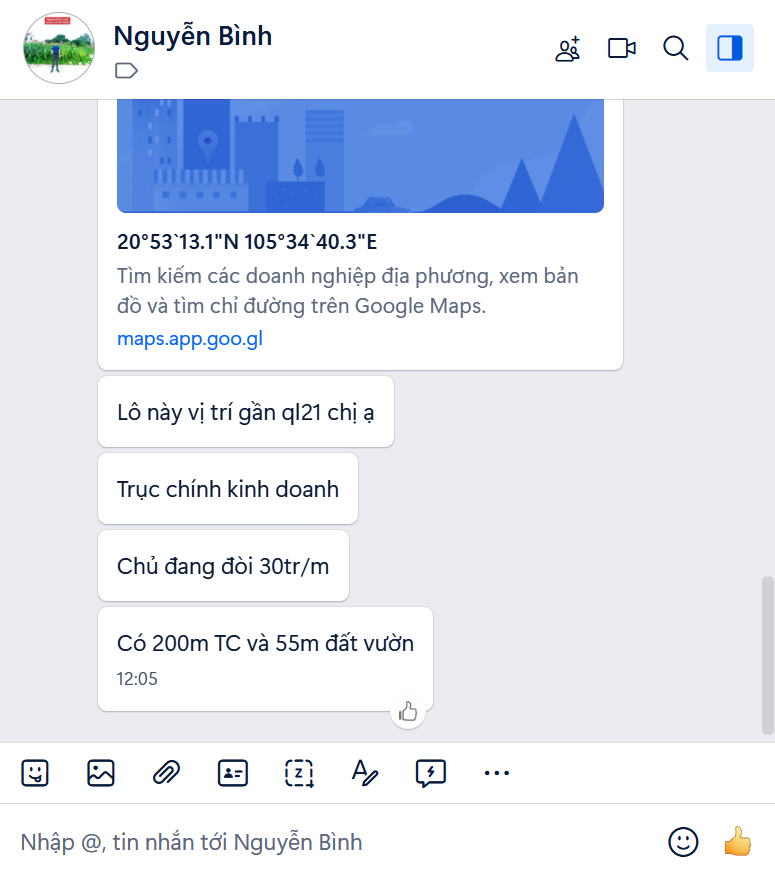 Nguyễn Bình
20°53`13.1"N 105°34`40.3"E
Tìm kiếm các doanh nghiệp địa phương, xem bản
đồ và tìm chỉ đường trên Google Maps.
maps.app.goo.gl
Lô này vị trí gần ql21 chị ạ
Trục chính kinh doanh
Chủ đang đòi 30tr/m
Có 200m TC và 55m đất vườn
12:05
Nhập @, tin nhắn tới Nguyễn Bình